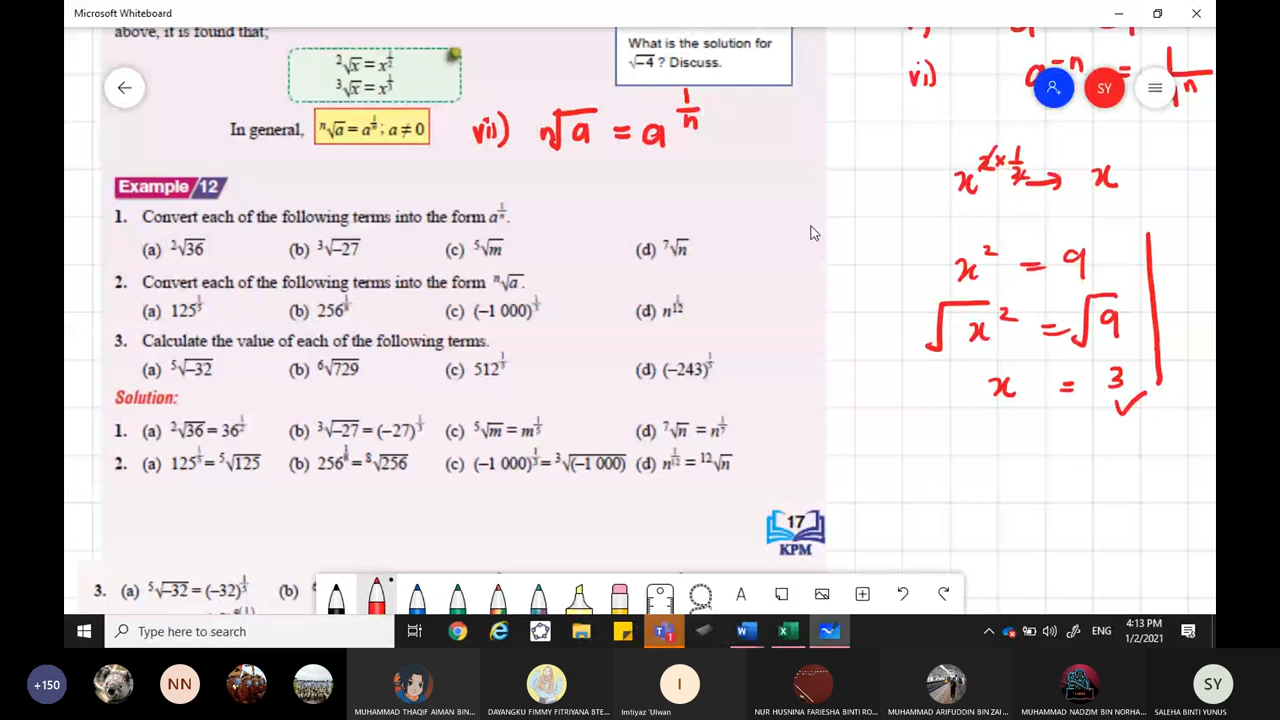 Microsoft Whiteboard
above, it is found that;
²√x = x^(1/2)
³√x = x^(1/3)
What is the solution for
√−4 ? Discuss.
In general, ⁿ√a = a^(1/n) ; a ≠ 0
vii) ⁿ√a = a^(1/n)
vi) a^(−n) =
SY
x^(2×1/2) → x
x² = 9
√x² = √9
x = 3 ✓
Example 12
1. Convert each of the following terms into the form a^(1/n).
(a) ²√36 (b) ³√−27 (c) ⁵√m (d) ⁷√n
2. Convert each of the following terms into the form ⁿ√a.
(a) 125^(1/5) (b) 256^(1/8) (c) (−1 000)^(1/3) (d) n^(1/12)
3. Calculate the value of each of the following terms.
(a) ⁵√−32 (b) ⁶√729 (c) 512^(1/3) (d) (−243)^(1/5)
Solution:
1. (a) ²√36 = 36^(1/2) (b) ³√−27 = (−27)^(1/3) (c) ⁵√m = m^(1/5) (d) ⁷√n = n^(1/7)
2. (a) 125^(1/5) = ⁵√125 (b) 256^(1/8) = ⁸√256 (c) (−1 000)^(1/3) = ³√(−1 000) (d) n^(1/12) = ¹²√n
17
KPM
3. (a) ⁵√−32 = (−32)^(1/5) (b)
A
Type here to search
ENG
4:13 PM
1/2/2021
+150
NN
I
SY
MUHAMMAD THAQIF AIMAN BIN...
DAYANGKU FIMMY FITRIYANA BTE...
Imtiyaz 'Ulwan
NUR HUSNINA FARIESHA BINTI RO...
MUHAMMAD ARIFUDDIN BIN ZAI...
MUHAMMAD NADZIM BIN NORHA...
SALEHA BINTI YUNUS